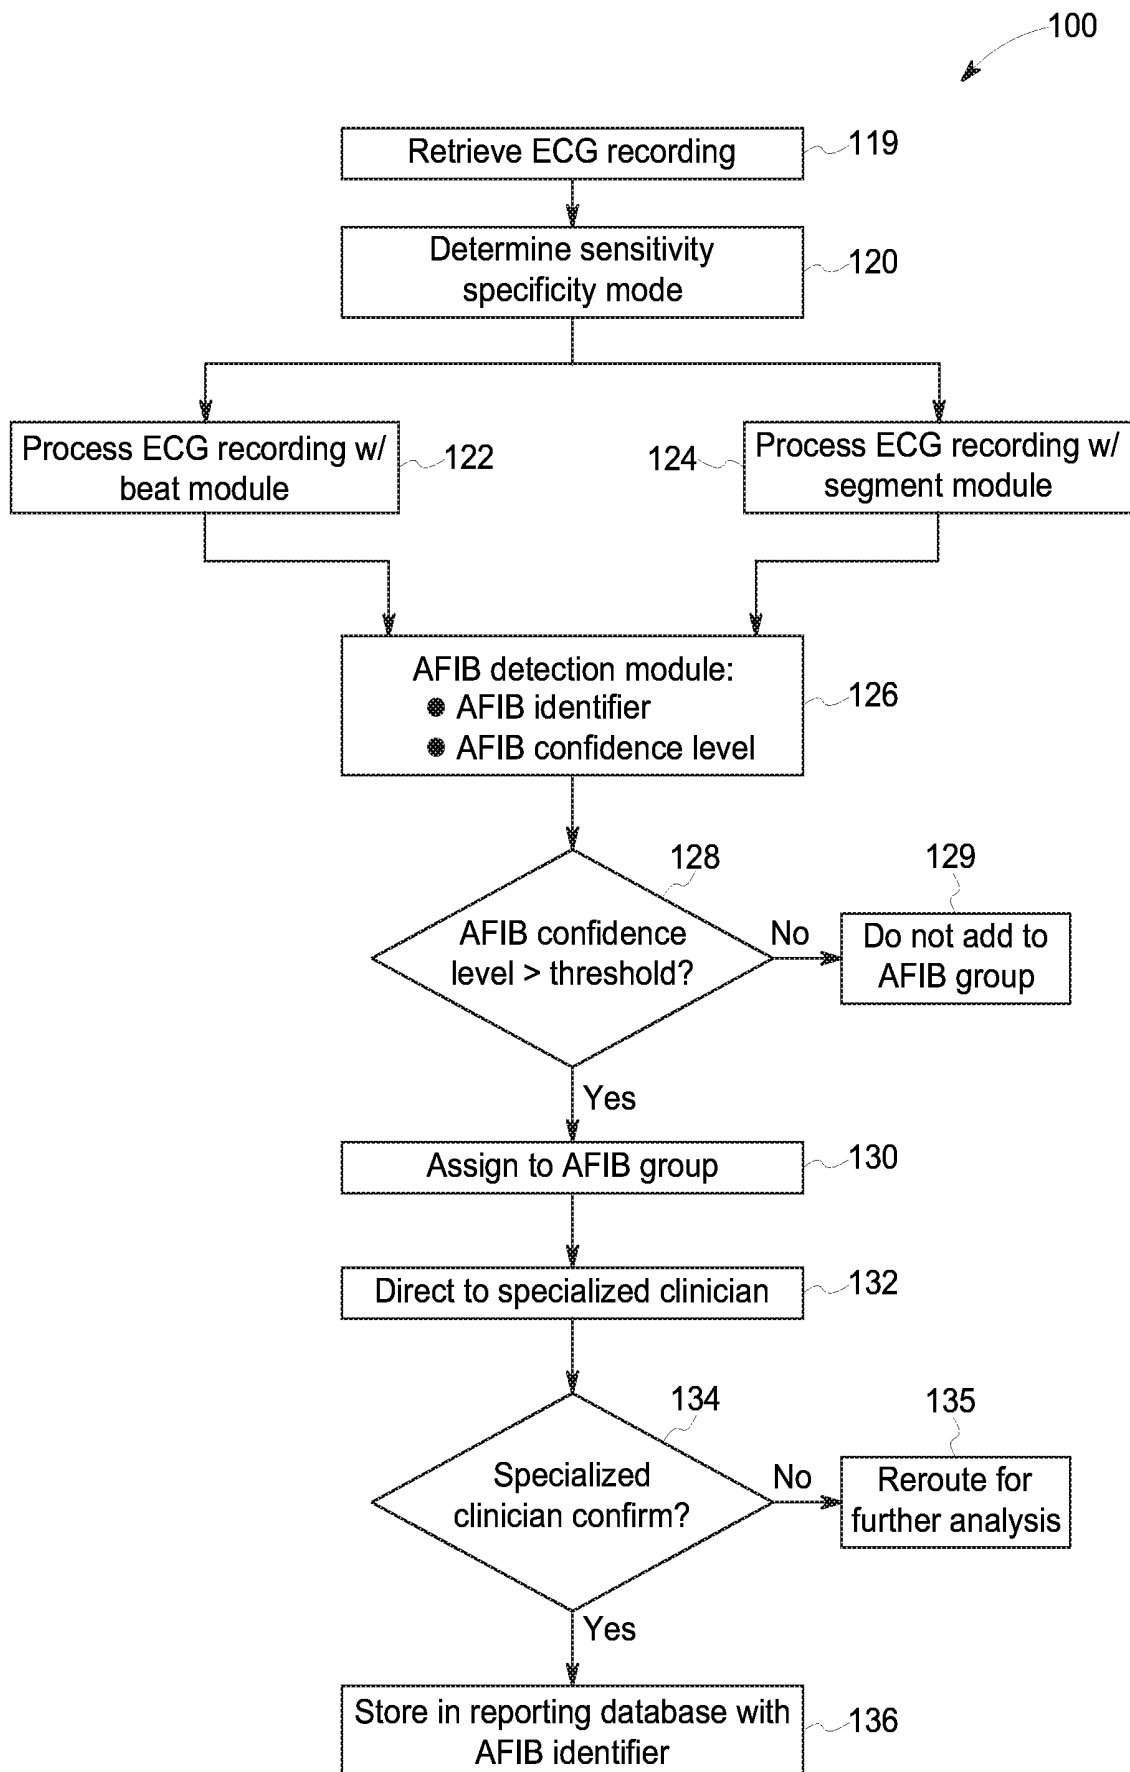 100
Retrieve ECG recording
119
Determine sensitivity
specificity mode
120
Process ECG recording w/
beat module
122
124
Process ECG recording w/
segment module
AFIB detection module:
● AFIB identifier
● AFIB confidence level
126
128
AFIB confidence
level > threshold?
No
129
Do not add to
AFIB group
Yes
Assign to AFIB group
130
Direct to specialized clinician
132
134
Specialized
clinician confirm?
No
135
Reroute for
further analysis
Yes
Store in reporting database with
AFIB identifier
136